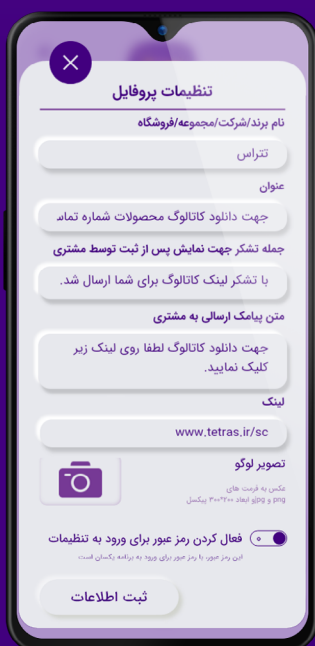 تنظیمات پروفایل
نام برند/شرکت/مجموعه/فروشگاه
تتراس
عنوان
جهت دانلود کاتالوگ محصولات شماره تماس
جمله تشکر جهت نمایش پس از ثبت توسط مشتری
با تشکر لینک کاتالوگ برای شما ارسال شد.
متن پیامک ارسالی به مشتری
جهت دانلود کاتالوگ لطفا روی لینک زیر
کلیک نمایید.
لینک
www.tetras.ir/sc
تصویر لوگو
عکس به فرمت های
png و jpg و ابعاد ۲۰۰*۳۰۰ پیکسل
فعال کردن رمز عبور برای ورود به تنظیمات
این رمز عبور، با رمز عبور برای ورود به برنامه یکسان است
ثبت اطلاعات